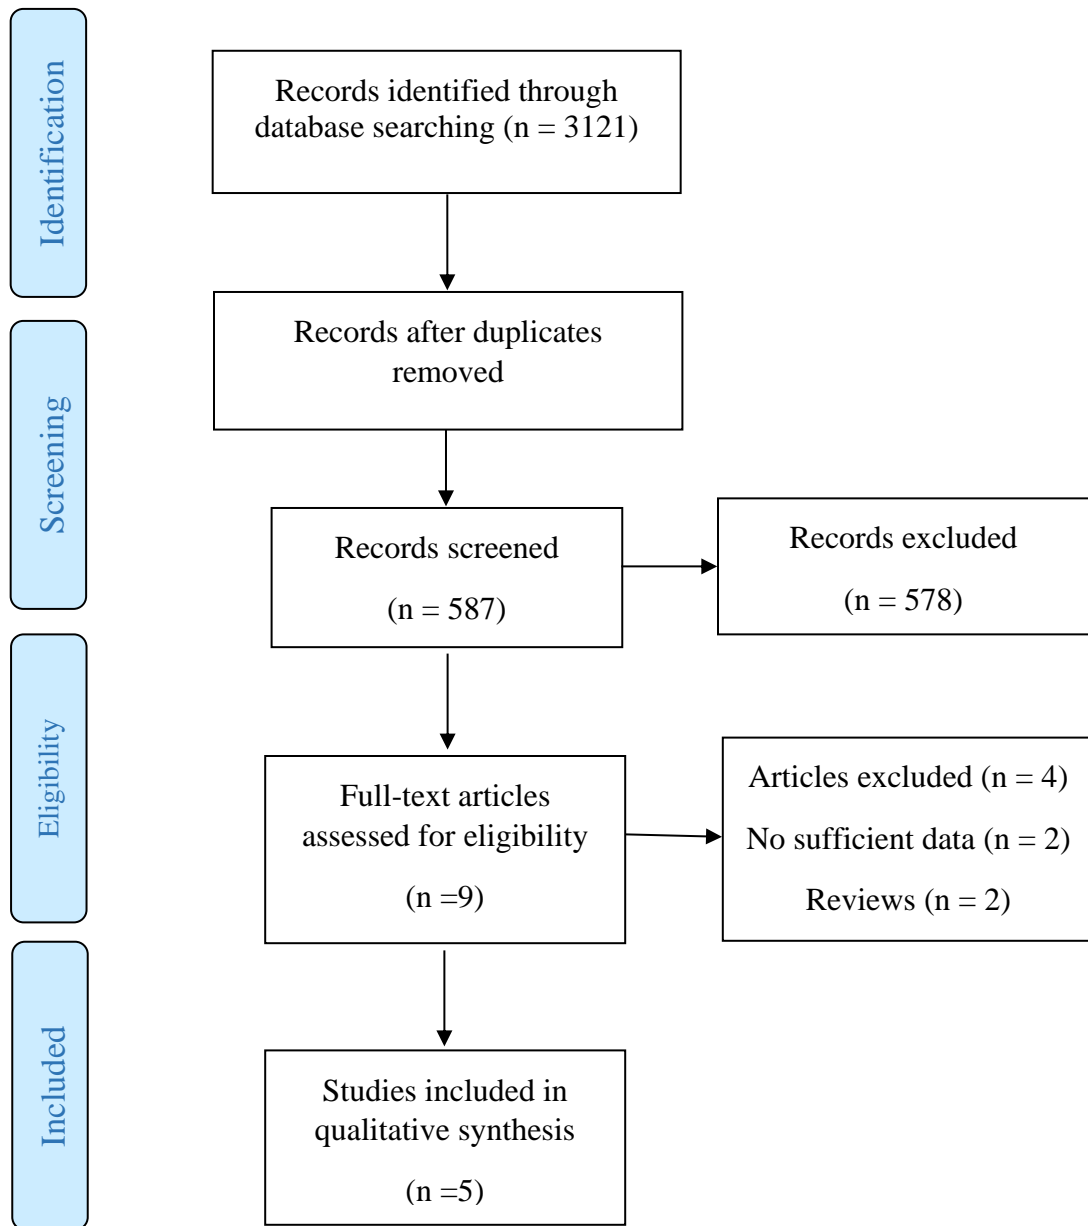 Identification
Records identified through
database searching (n = 3121)
Records after duplicates
removed
Screening
Records screened
(n = 587)
Records excluded
(n = 578)
Eligibility
Full-text articles
assessed for eligibility
(n =9)
Articles excluded (n = 4)
No sufficient data (n = 2)
Reviews (n = 2)
Included
Studies included in
qualitative synthesis
(n =5)